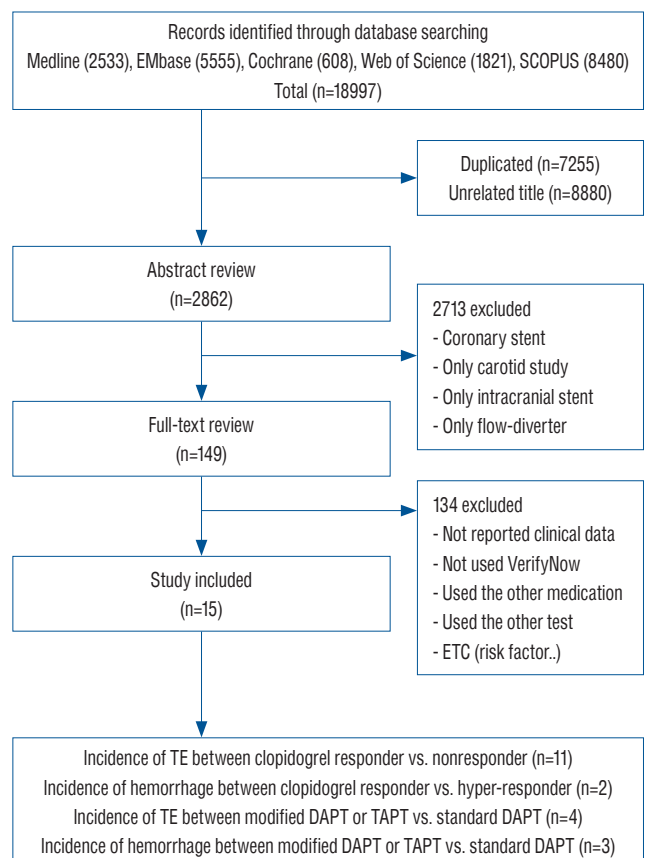 Records identified through database searching
Medline (2533), EMbase (5555), Cochrane (608), Web of Science (1821), SCOPUS (8480)
Total (n=18997)
Duplicated (n=7255)
Unrelated title (n=8880)
Abstract review
(n=2862)
2713 excluded
- Coronary stent
- Only carotid study
- Only intracranial stent
- Only flow-diverter
Full-text review
(n=149)
134 excluded
- Not reported clinical data
- Not used VerifyNow
- Used the other medication
- Used the other test
- ETC (risk factor..)
Study included
(n=15)
Incidence of TE between clopidogrel responder vs. nonresponder (n=11)
Incidence of hemorrhage between clopidogrel responder vs. hyper-responder (n=2)
Incidence of TE between modified DAPT or TAPT vs. standard DAPT (n=4)
Incidence of hemorrhage between modified DAPT or TAPT vs. standard DAPT (n=3)